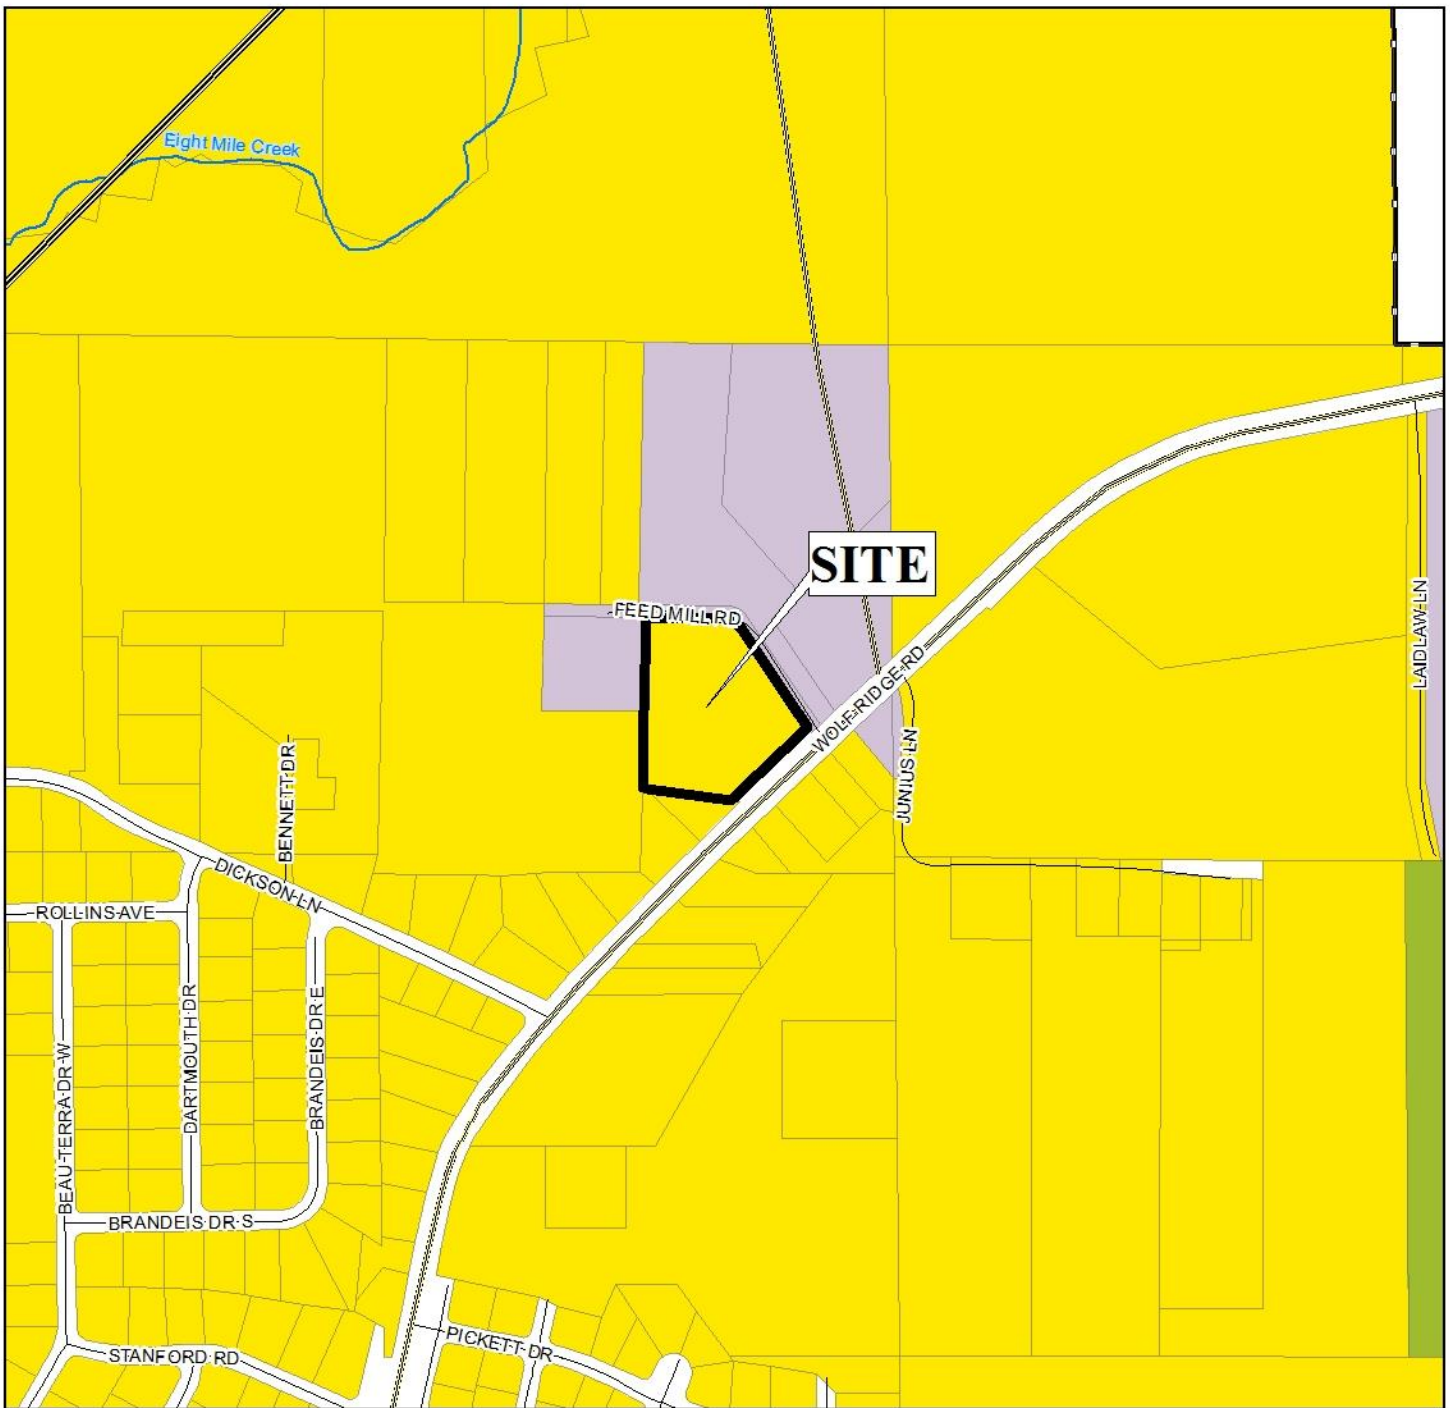 Eight Mile Creek
SITE
FEED MILL RD
WOLF RIDGE RD
LAIDLAW LN
JUNIUS LN
BENNETT DR
DICKSON LN
ROLLINS AVE
BEAU TERRA DR W
DARTMOUTH DR
BRANDEIS DR E
BRANDEIS DR S
PICKETT DR
STANFORD RD